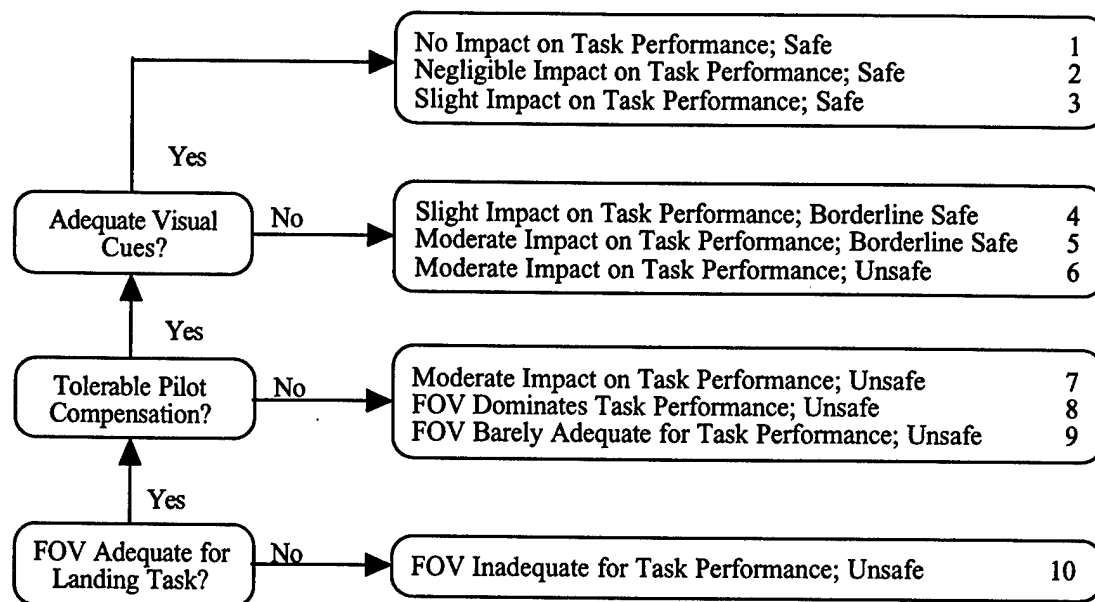 No Impact on Task Performance; Safe 1
Negligible Impact on Task Performance; Safe 2
Slight Impact on Task Performance; Safe 3
Yes
Adequate Visual
Cues?
No
Slight Impact on Task Performance; Borderline Safe 4
Moderate Impact on Task Performance; Borderline Safe 5
Moderate Impact on Task Performance; Unsafe 6
Yes
Tolerable Pilot
Compensation?
No
Moderate Impact on Task Performance; Unsafe 7
FOV Dominates Task Performance; Unsafe 8
FOV Barely Adequate for Task Performance; Unsafe 9
Yes
FOV Adequate for
Landing Task?
No
FOV Inadequate for Task Performance; Unsafe 10